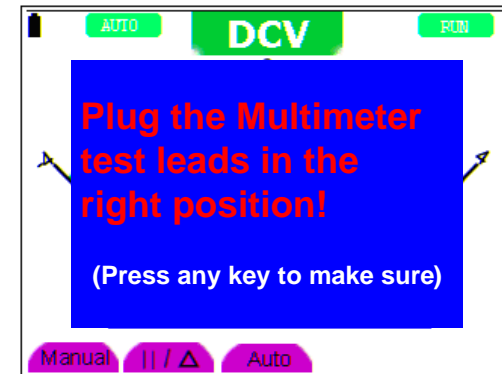 AUTO DCV RUN
Plug the Multimeter
test leads in the
right position!
(Press any key to make sure)
Manual || / Δ Auto